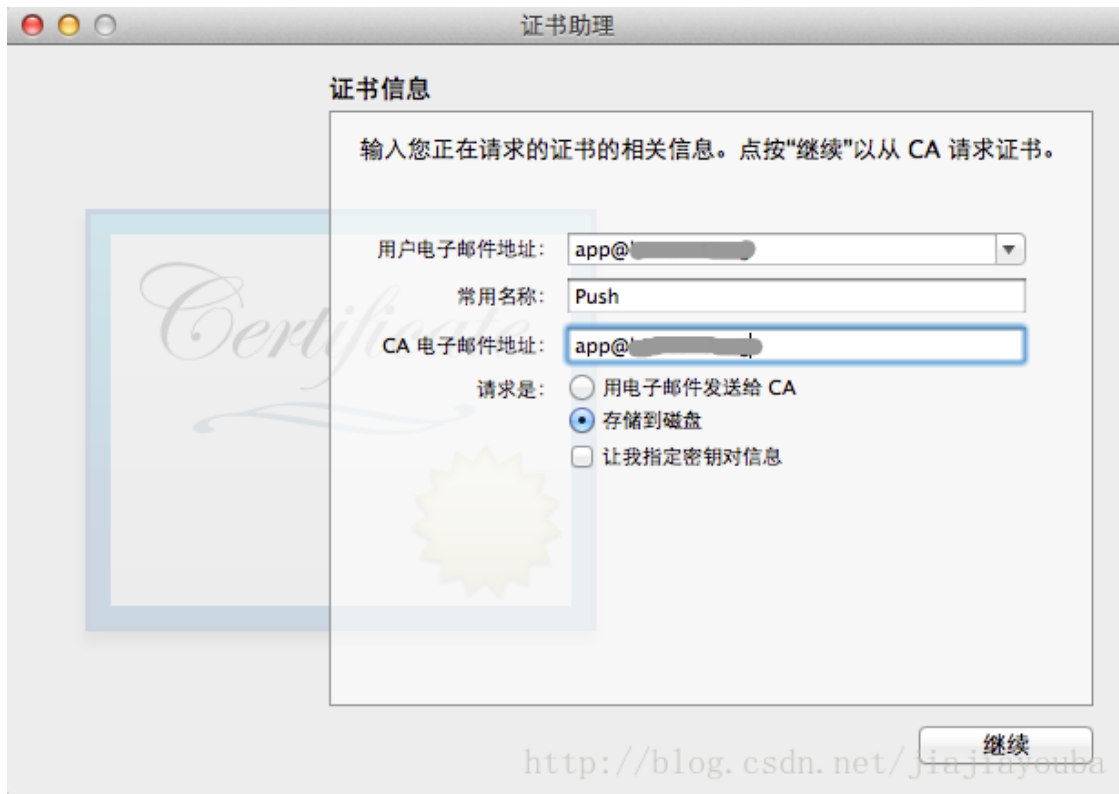 证书助理
证书信息
输入您正在请求的证书的相关信息。点按“继续”以从 CA 请求证书。
用户电子邮件地址： app@
常用名称： Push
CA 电子邮件地址： app@
请求是： 用电子邮件发送给 CA
存储到磁盘
让我指定密钥对信息
Certificate
继续
http://blog.csdn.net/jiajiayouba